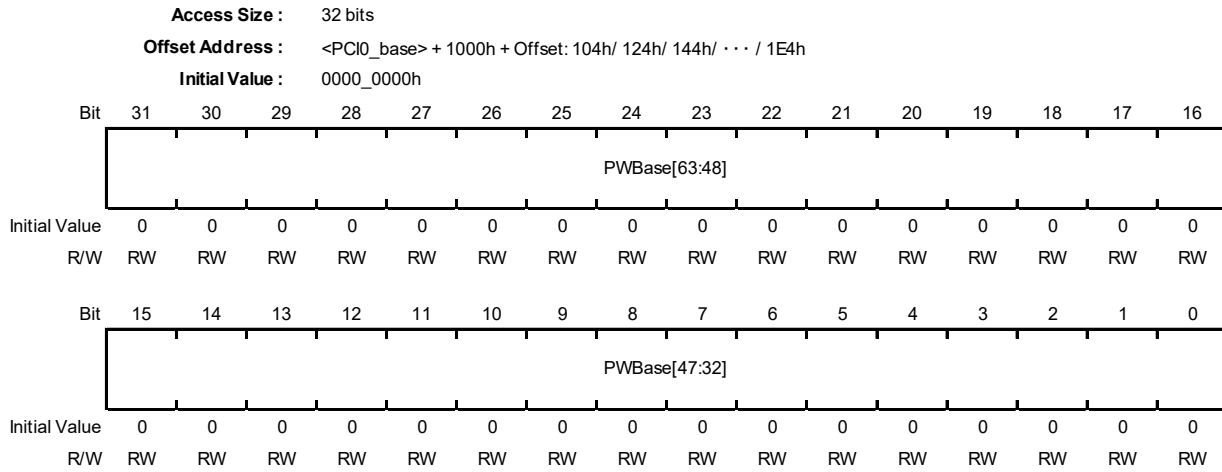 Access Size : 32 bits
Offset Address : <PCI0_base> + 1000h + Offset: 104h/ 124h/ 144h/ ・・・ / 1E4h
Initial Value : 0000_0000h
Bit 31 30 29 28 27 26 25 24 23 22 21 20 19 18 17 16
PWBase[63:48]
Initial Value 0 0 0 0 0 0 0 0 0 0 0 0 0 0 0 0
R/W RW RW RW RW RW RW RW RW RW RW RW RW RW RW RW RW
Bit 15 14 13 12 11 10 9 8 7 6 5 4 3 2 1 0
PWBase[47:32]
Initial Value 0 0 0 0 0 0 0 0 0 0 0 0 0 0 0 0
R/W RW RW RW RW RW RW RW RW RW RW RW RW RW RW RW RW